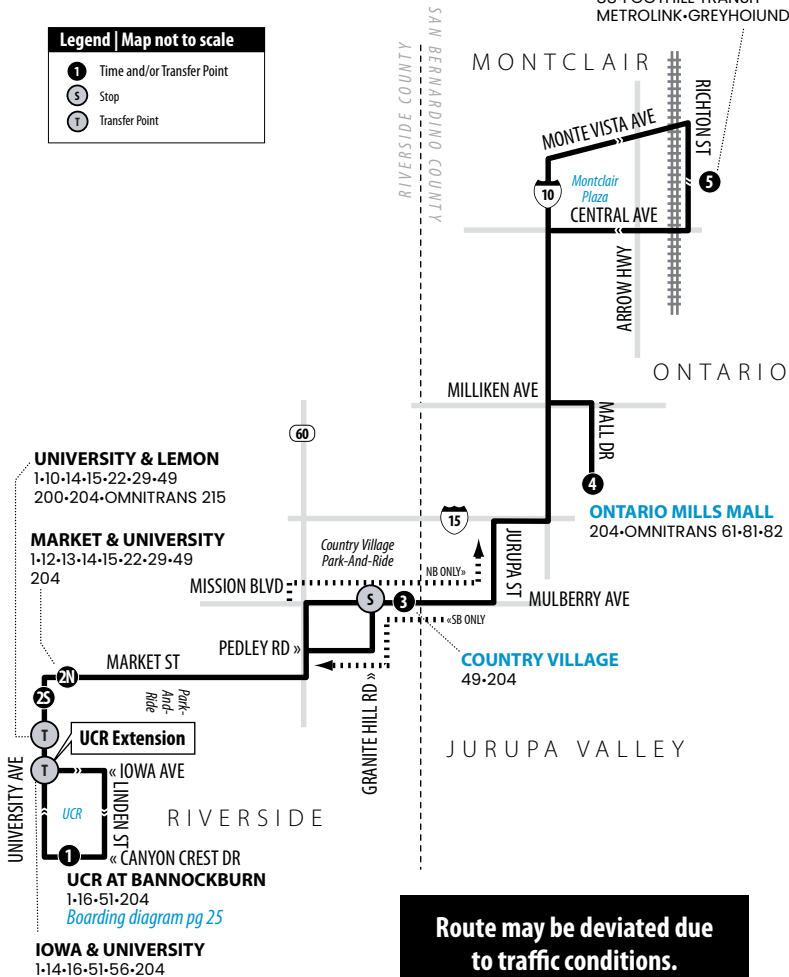 METROLINK•GREYHOIUND
Legend | Map not to scale
1 Time and/or Transfer Point
S Stop
T Transfer Point
RIVERSIDE COUNTY
SAN BERNARDINO COUNTY
MONTCLAIR
MONTE VISTA AVE
RICHTON ST
5
10
Montclair
Plaza
CENTRAL AVE
ARROW HWY
ONTARIO
MILLIKEN AVE
MALL DR
4
ONTARIO MILLS MALL
204•OMNITRANS 61•81•82
60
15
UNIVERSITY & LEMON
1•10•14•15•22•29•49
200•204•OMNITRANS 215
MARKET & UNIVERSITY
1•12•13•14•15•22•29•49
204
Country Village
Park-And-Ride
NB ONLY»
JURUPA ST
MISSION BLVD
S
3
MULBERRY AVE
«SB ONLY
PEDLEY RD »
COUNTRY VILLAGE
49•204
GRANITE HILL RD »
MARKET ST
2N
2S
Park-
And-
Ride
T
UCR Extension
T
« IOWA AVE
UNIVERSITY AVE
UCR
LINDEN ST
RIVERSIDE
JURUPA VALLEY
1
« CANYON CREST DR
UCR AT BANNOCKBURN
1•16•51•204
Boarding diagram pg 25
IOWA & UNIVERSITY
1•14•16•51•56•204
Route may be deviated due
to traffic conditions.